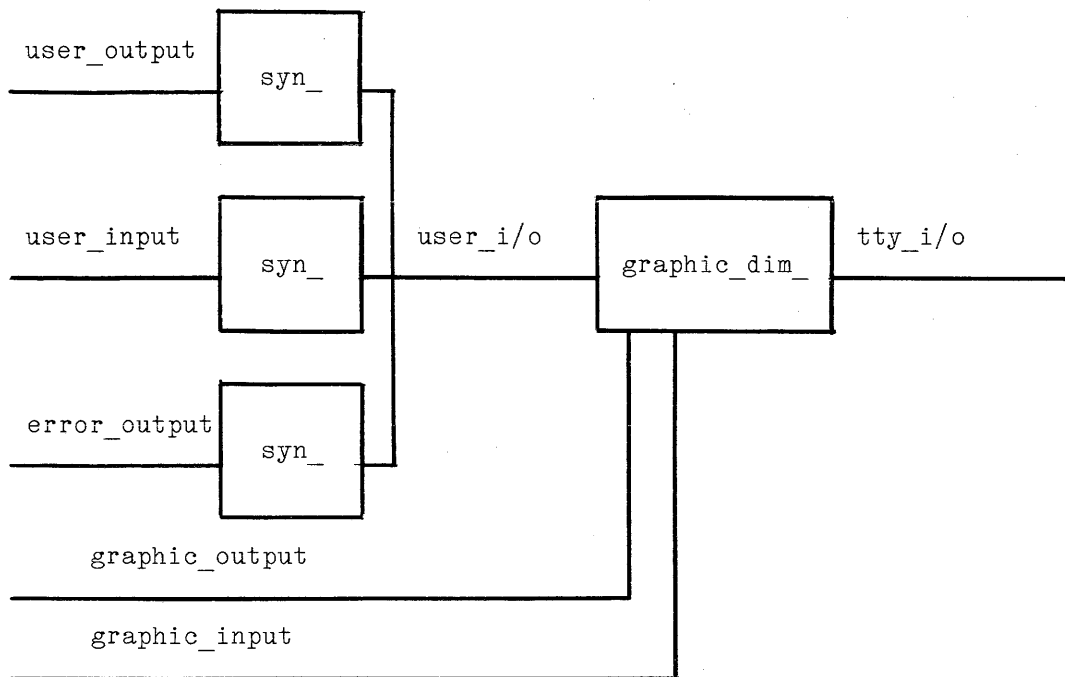 user_output
syn_
user_input
syn_
user_i/o
graphic_dim_
tty_i/o
error_output
syn_
graphic_output
graphic_input